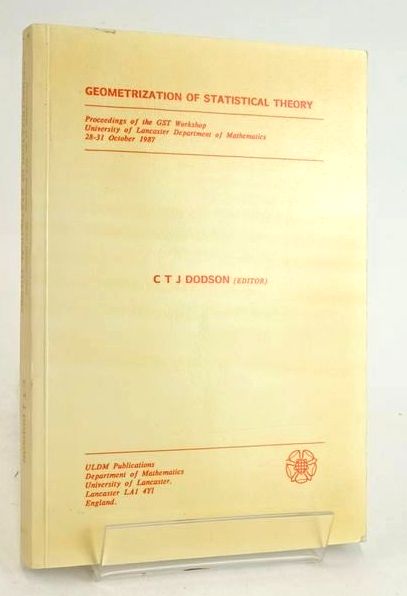 GEOMETRIZATION OF STATISTICAL THEORY
Proceedings of the GST Workshop
University of Lancaster Department of Mathematics
28-31 October 1987
C T J DODSON (EDITOR)
ULDM Publications
Department of Mathematics
University of Lancaster,
Lancaster LA1 4Yl
England.